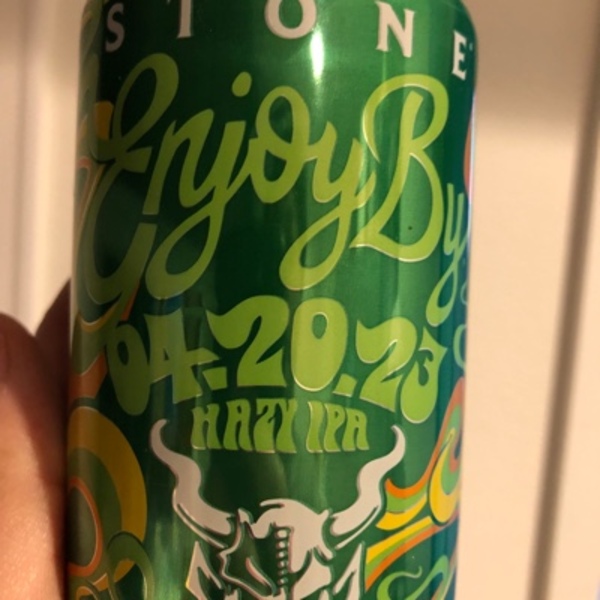 STONE
Enjoy By
04.20.23
HAZY IPA